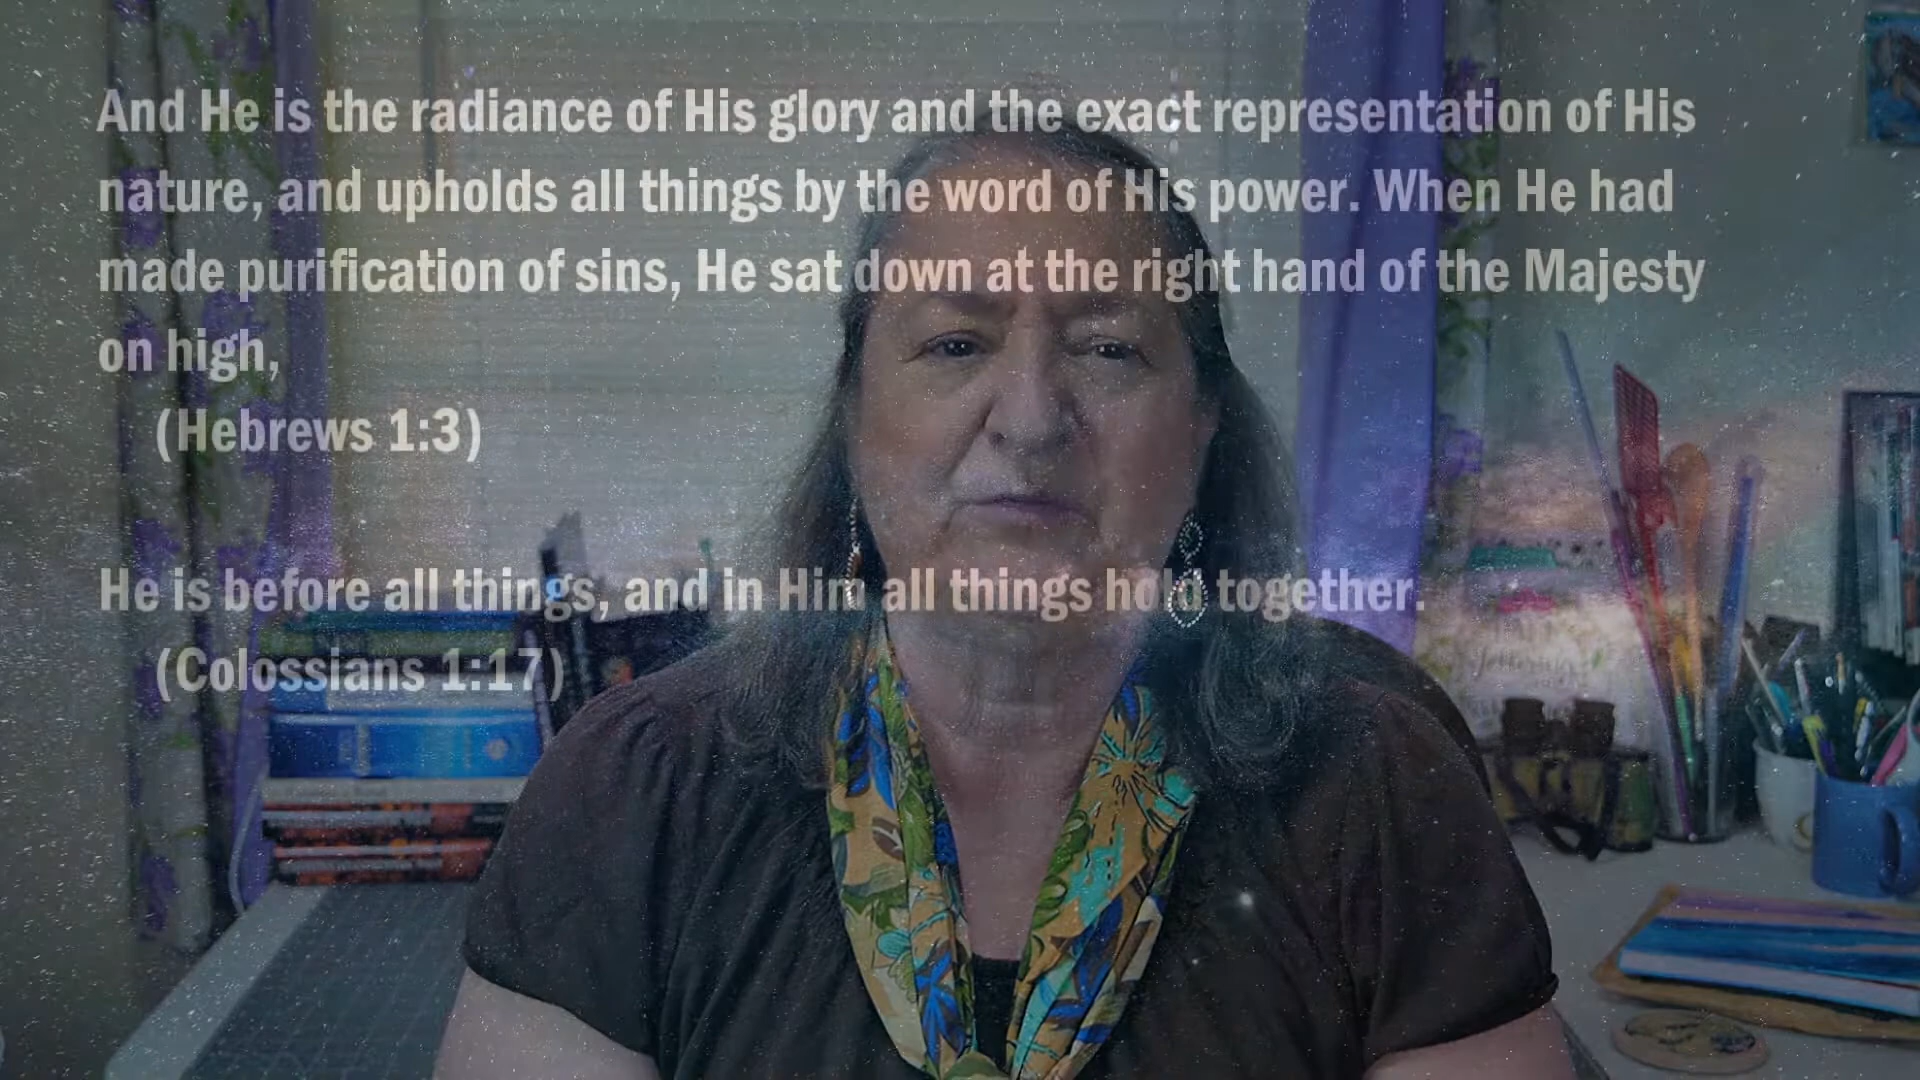 And He is the radiance of His glory and the exact representation of His
nature, and upholds all things by the word of His power. When He had
made purification of sins, He sat down at the right hand of the Majesty
on high,
(Hebrews 1:3)
He is before all things, and in Him all things hold together.
(Colossians 1:17)